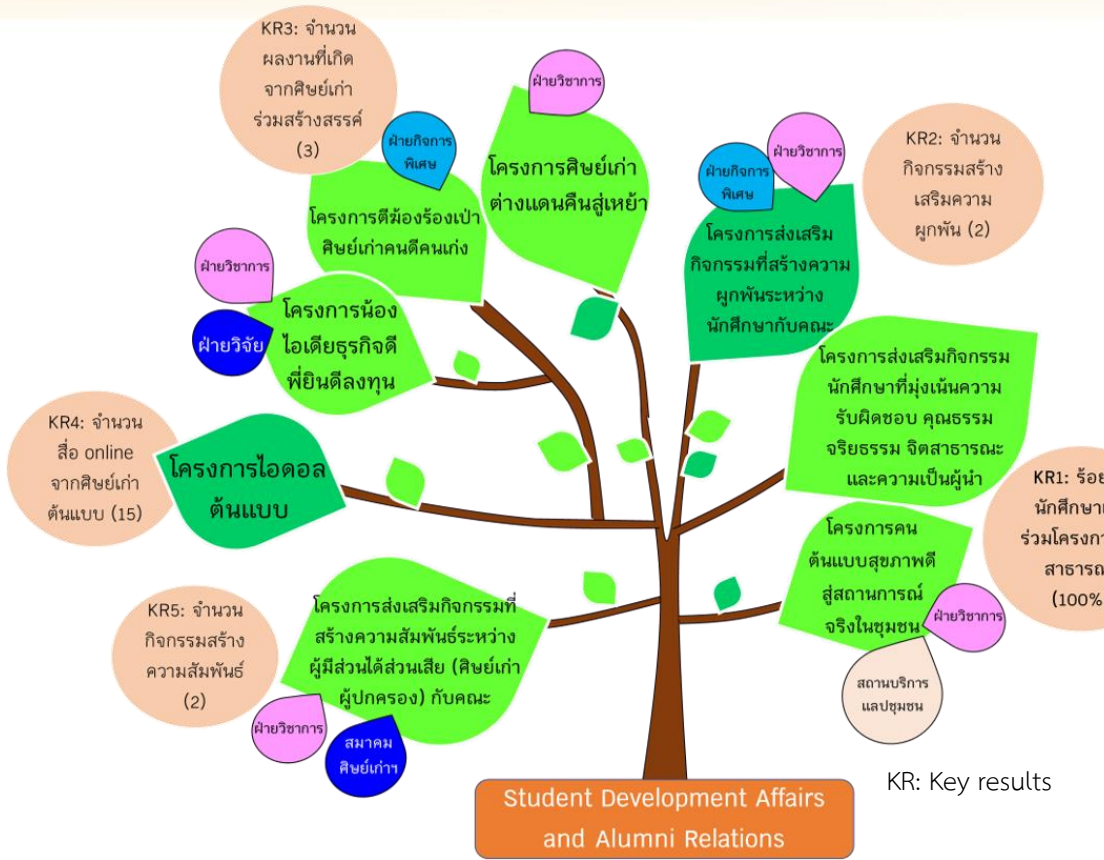 KR3: จำนวน
ผลงานที่เกิด
จากศิษย์เก่า
ร่วมสร้างสรรค์
(3)
ฝ่ายกิจการ
พิเศษ
โครงการตีฆ้องร้องเป่า
ศิษย์เก่าคนดีคนเก่ง
ฝ่ายวิชาการ
โครงการศิษย์เก่า
ต่างแดนคืนสู่เหย้า
ฝ่ายกิจการ
พิเศษ
ฝ่ายวิชาการ
โครงการส่งเสริม
กิจกรรมที่สร้างความ
ผูกพันระหว่าง
นักศึกษากับคณะ
KR2: จำนวน
กิจกรรมสร้าง
เสริมความ
ผูกพัน (2)
ฝ่ายวิชาการ
ฝ่ายวิจัย
โครงการน้อง
ไอเดียธุรกิจดี
พี่ยินดีลงทุน
โครงการส่งเสริมกิจกรรม
นักศึกษาที่มุ่งเน้นความ
รับผิดชอบ คุณธรรม
จริยธรรม จิตสาธารณะ
และความเป็นผู้นำ
KR4: จำนวน
สื่อ online
จากศิษย์เก่า
ต้นแบบ (15)
โครงการไอดอล
ต้นแบบ
KR1: ร้อย
นักศึกษา
ร่วมโครงกา
สาธารณ
(100%
โครงการคน
ต้นแบบสุขภาพดี
สู่สถานการณ์
จริงในชุมชน
ฝ่ายวิชาการ
สถานบริการ
แลปชุมชน
KR5: จำนวน
กิจกรรมสร้าง
ความสัมพันธ์
(2)
โครงการส่งเสริมกิจกรรมที่
สร้างความสัมพันธ์ระหว่าง
ผู้มีส่วนได้ส่วนเสีย (ศิษย์เก่า
ผู้ปกครอง) กับคณะ
ฝ่ายวิชาการ
สมาคม
ศิษย์เก่าฯ
KR: Key results
Student Development Affairs
and Alumni Relations